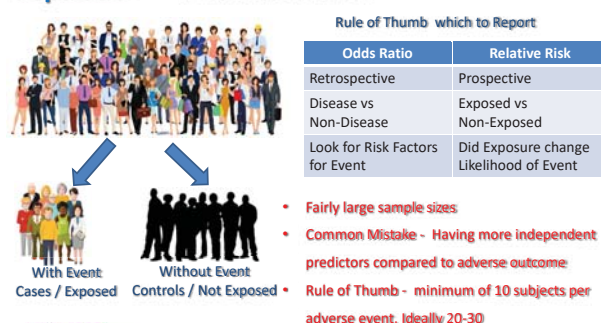 Rule of Thumb which to Report
Odds Ratio Relative Risk
Retrospective Prospective
Disease vs Exposed vs
Non-Disease Non-Exposed
Look for Risk Factors Did Exposure change
for Event Likelihood of Event
With Event Without Event
Cases / Exposed Controls / Not Exposed
• Fairly large sample sizes
• Common Mistake - Having more independent
predictors compared to adverse outcome
• Rule of Thumb - minimum of 10 subjects per
adverse event. Ideally 20-30